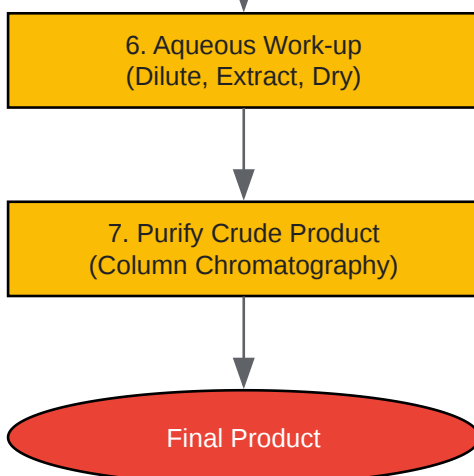 6. Aqueous Work-up
(Dilute, Extract, Dry)
7. Purify Crude Product
(Column Chromatography)
Final Product